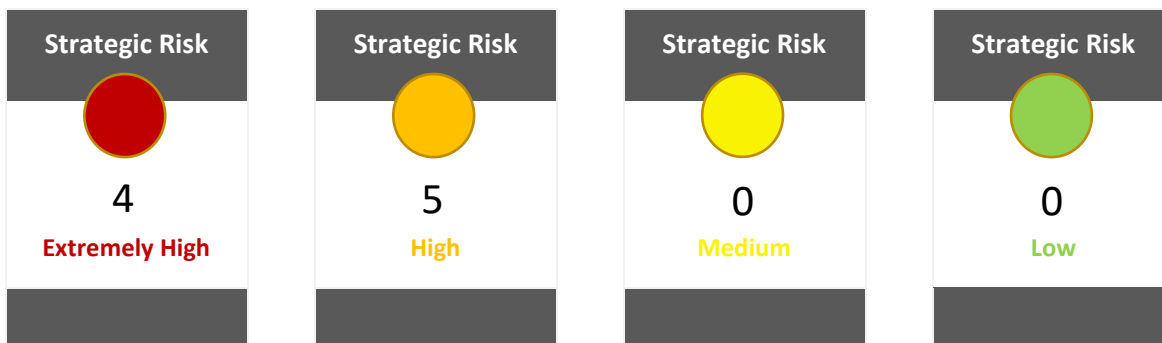 Strategic Risk
4
Extremely High
Strategic Risk
5
High
Strategic Risk
0
Medium
Strategic Risk
0
Low